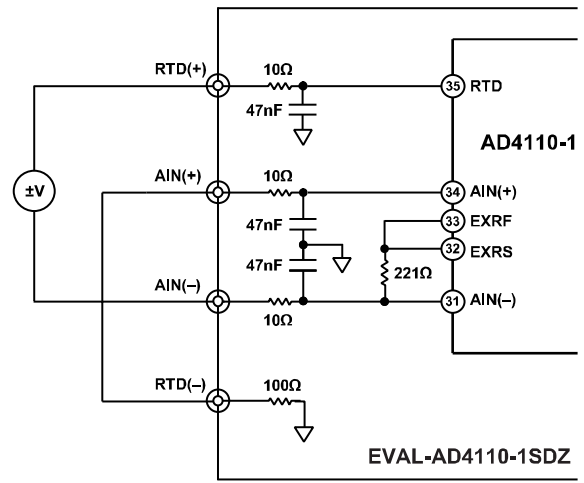 RTD(+)
10Ω
47nF
35 RTD
AD4110-1
±V
AIN(+)
10Ω
34 AIN(+)
47nF
33 EXRF
47nF
32 EXRS
221Ω
AIN(–)
10Ω
31 AIN(–)
RTD(–)
100Ω
EVAL-AD4110-1SDZ